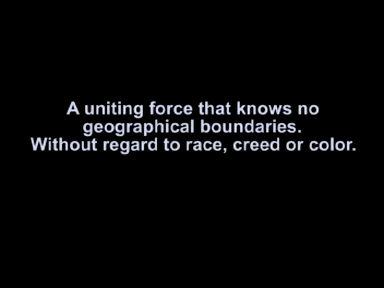 A uniting force that knows no
geographical boundaries.
Without regard to race, creed or color.